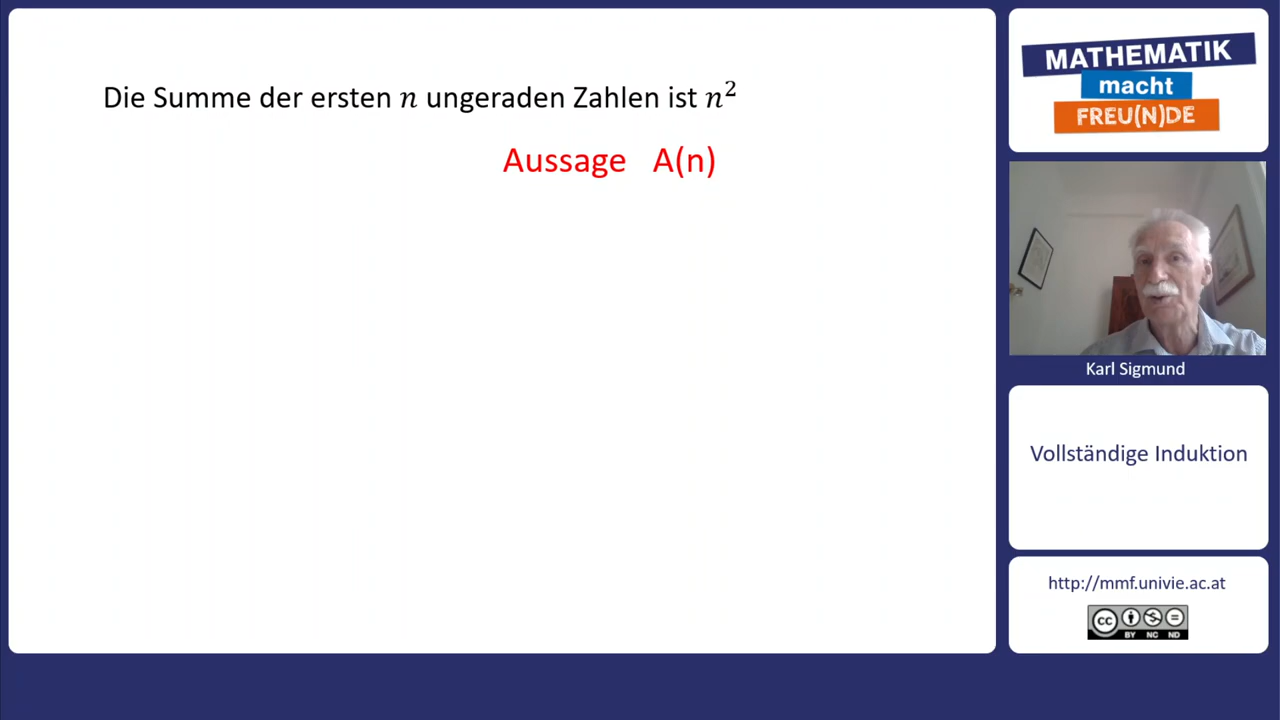 Die Summe der ersten n ungeraden Zahlen ist n²
Aussage A(n)
MATHEMATIK
macht
FREU(N)DE
Karl Sigmund
Vollständige Induktion
http://mmf.univie.ac.at
cc
BY NC ND